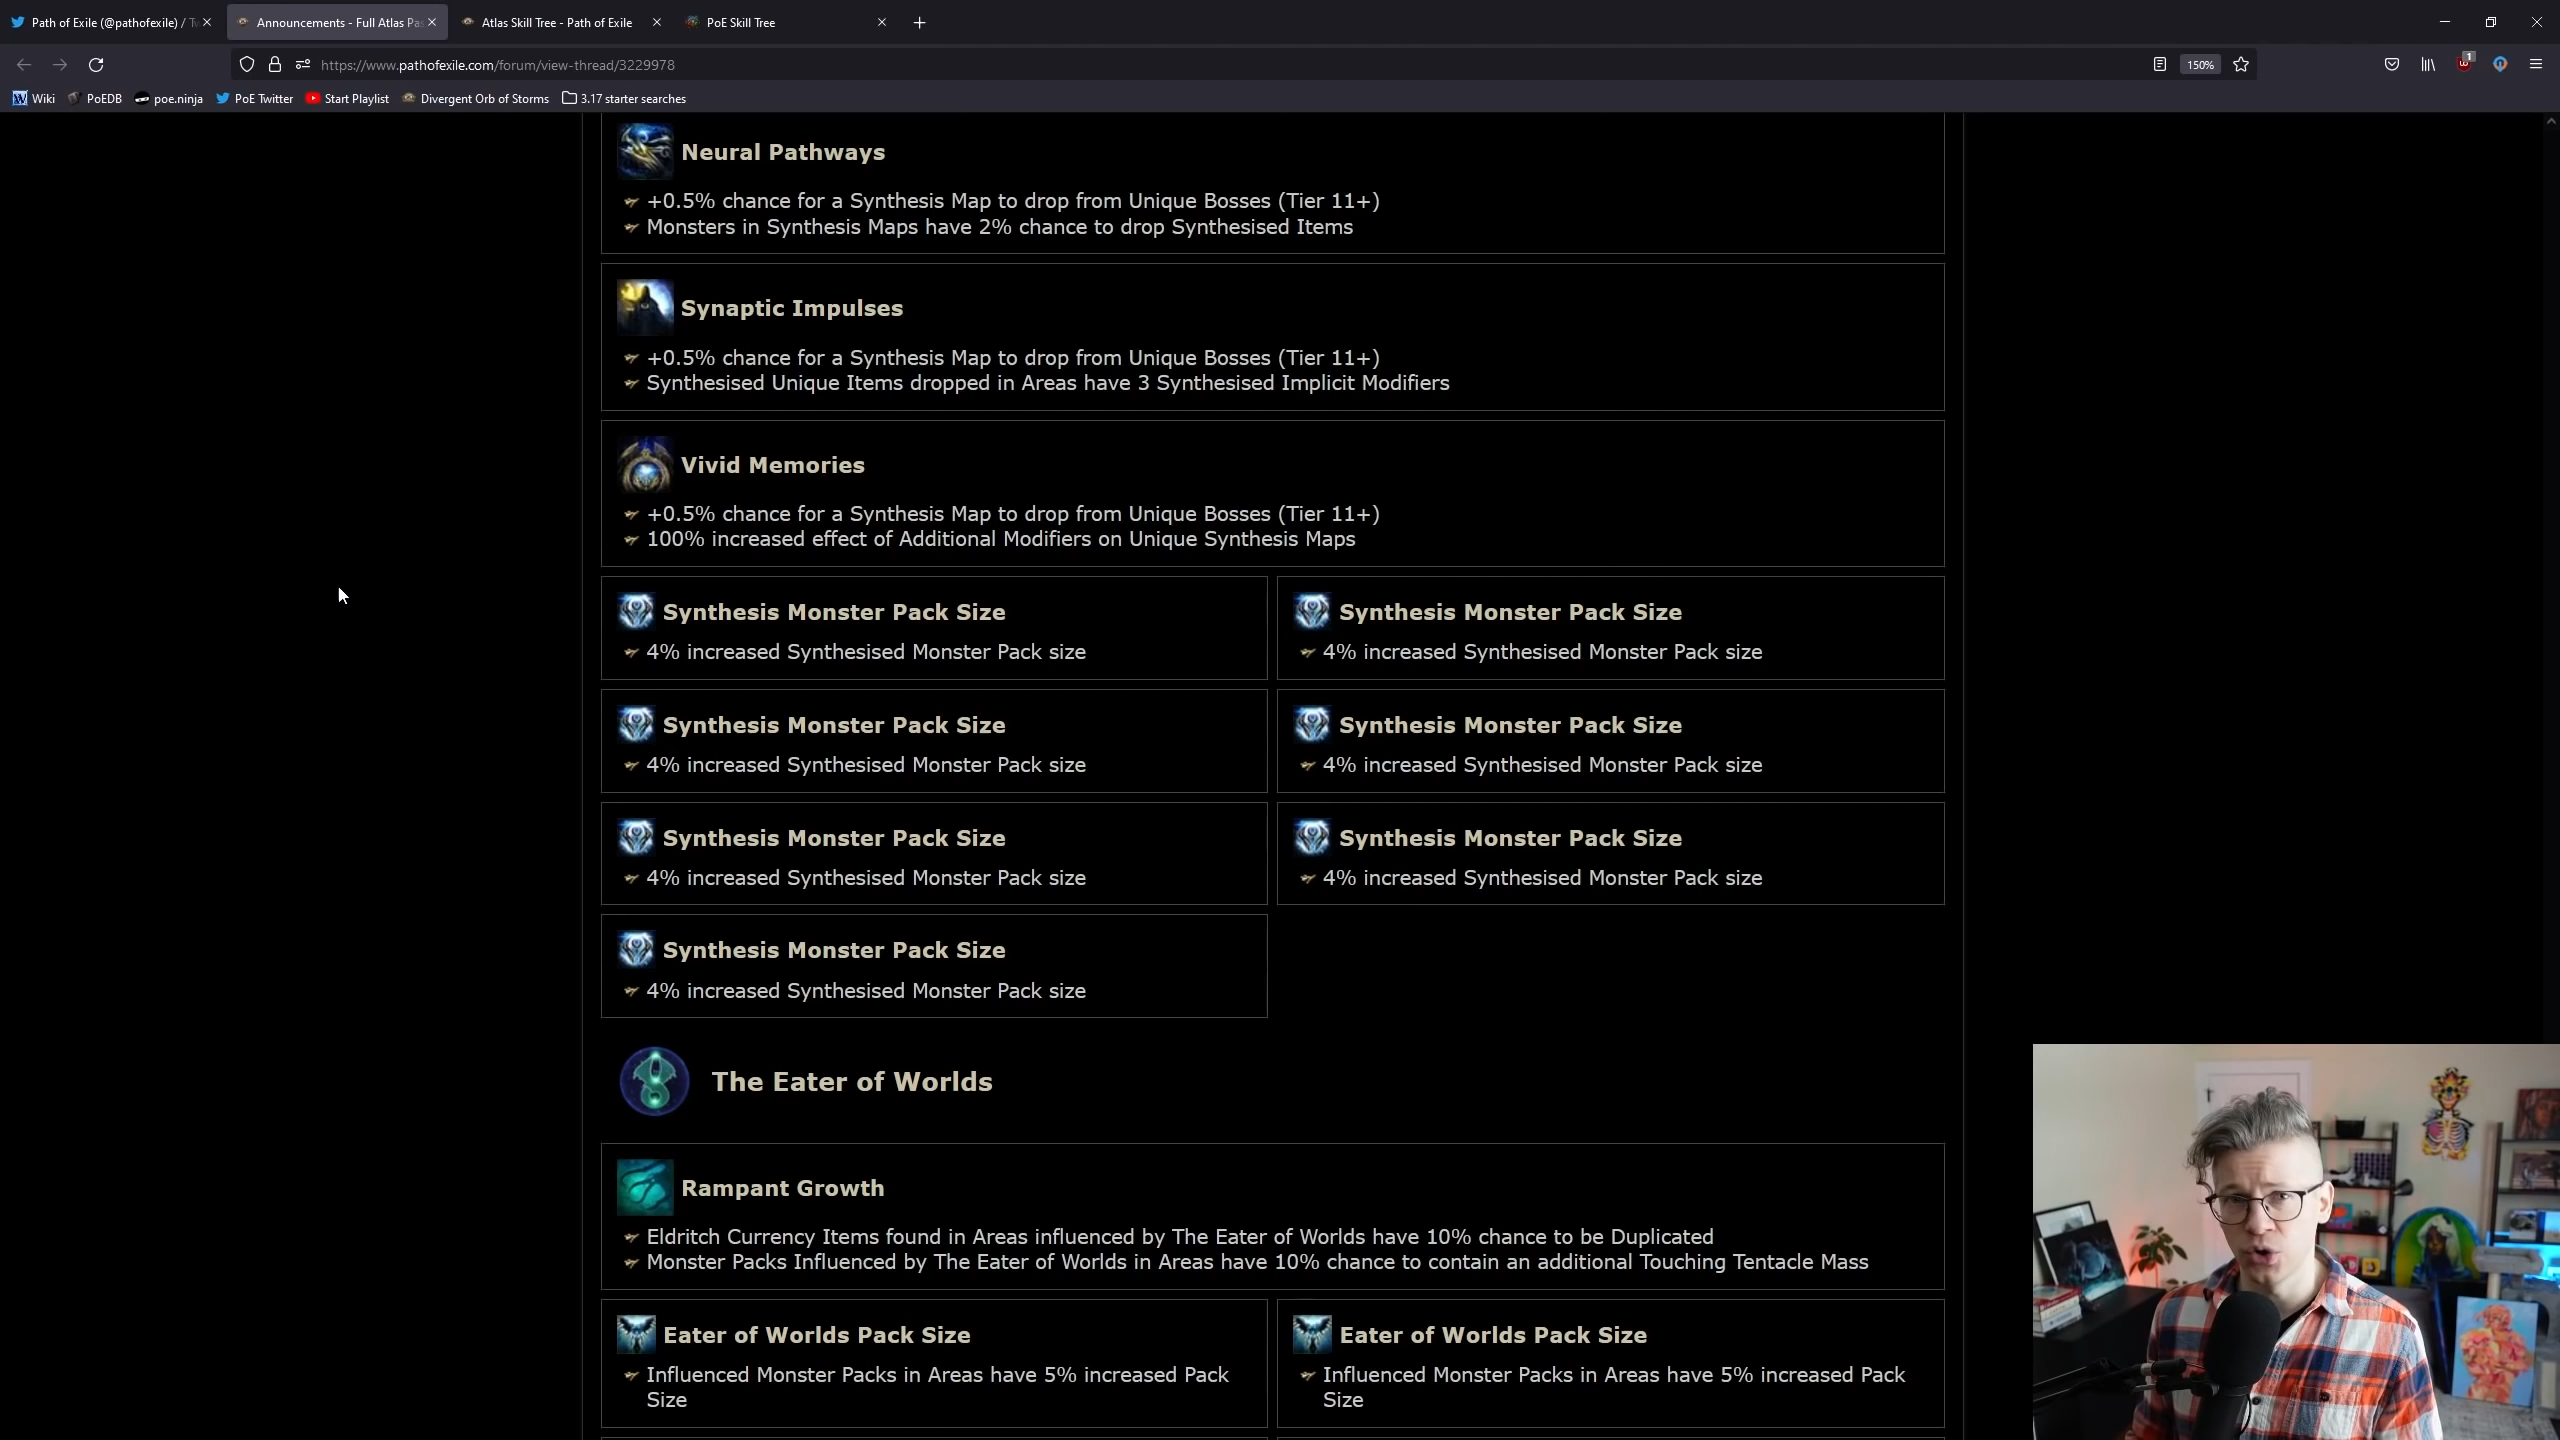 Path of Exile (@pathofexile) / Tw
Announcements - Full Atlas Pas
Atlas Skill Tree - Path of Exile
PoE Skill Tree
https://www.pathofexile.com/forum/view-thread/3229978
150%
1
Wiki
PoEDB
poe.ninja
PoE Twitter
Start Playlist
Divergent Orb of Storms
3.17 starter searches
Neural Pathways
+0.5% chance for a Synthesis Map to drop from Unique Bosses (Tier 11+)
Monsters in Synthesis Maps have 2% chance to drop Synthesised Items
Synaptic Impulses
+0.5% chance for a Synthesis Map to drop from Unique Bosses (Tier 11+)
Synthesised Unique Items dropped in Areas have 3 Synthesised Implicit Modifiers
Vivid Memories
+0.5% chance for a Synthesis Map to drop from Unique Bosses (Tier 11+)
100% increased effect of Additional Modifiers on Unique Synthesis Maps
Synthesis Monster Pack Size
4% increased Synthesised Monster Pack size
Synthesis Monster Pack Size
4% increased Synthesised Monster Pack size
Synthesis Monster Pack Size
4% increased Synthesised Monster Pack size
Synthesis Monster Pack Size
4% increased Synthesised Monster Pack size
Synthesis Monster Pack Size
4% increased Synthesised Monster Pack size
Synthesis Monster Pack Size
4% increased Synthesised Monster Pack size
Synthesis Monster Pack Size
4% increased Synthesised Monster Pack size
The Eater of Worlds
Rampant Growth
Eldritch Currency Items found in Areas influenced by The Eater of Worlds have 10% chance to be Duplicated
Monster Packs Influenced by The Eater of Worlds in Areas have 10% chance to contain an additional Touching Tentacle Mass
Eater of Worlds Pack Size
Influenced Monster Packs in Areas have 5% increased Pack
Size
Eater of Worlds Pack Size
Influenced Monster Packs in Areas have 5% increased Pack
Size